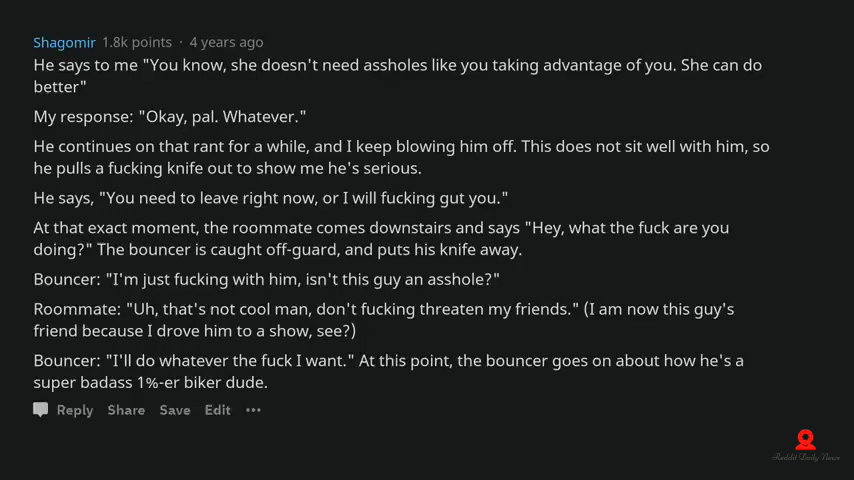 Shagomir 1.8k points · 4 years ago
He says to me "You know, she doesn't need assholes like you taking advantage of you. She can do
better"
My response: "Okay, pal. Whatever."
He continues on that rant for a while, and I keep blowing him off. This does not sit well with him, so
he pulls a fucking knife out to show me he's serious.
He says, "You need to leave right now, or I will fucking gut you."
At that exact moment, the roommate comes downstairs and says "Hey, what the fuck are you
doing?" The bouncer is caught off-guard, and puts his knife away.
Bouncer: "I'm just fucking with him, isn't this guy an asshole?"
Roommate: "Uh, that's not cool man, don't fucking threaten my friends." (I am now this guy's
friend because I drove him to a show, see?)
Bouncer: "I'll do whatever the fuck I want." At this point, the bouncer goes on about how he's a
super badass 1%-er biker dude.
Reply Share Save Edit ···
Reddit Daily News